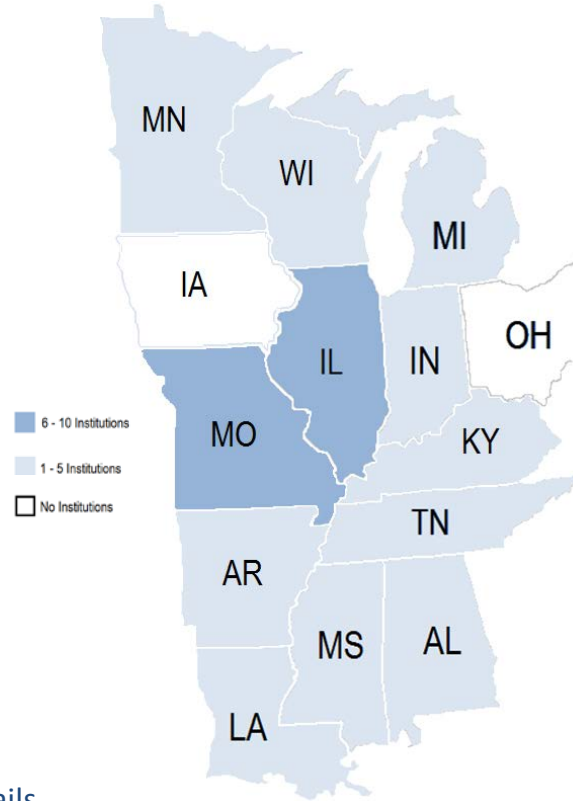 MN
WI
MI
IA
OH
IL
IN
MO
KY
6 - 10 Institutions
1 - 5 Institutions
No Institutions
TN
AR
MS
AL
LA